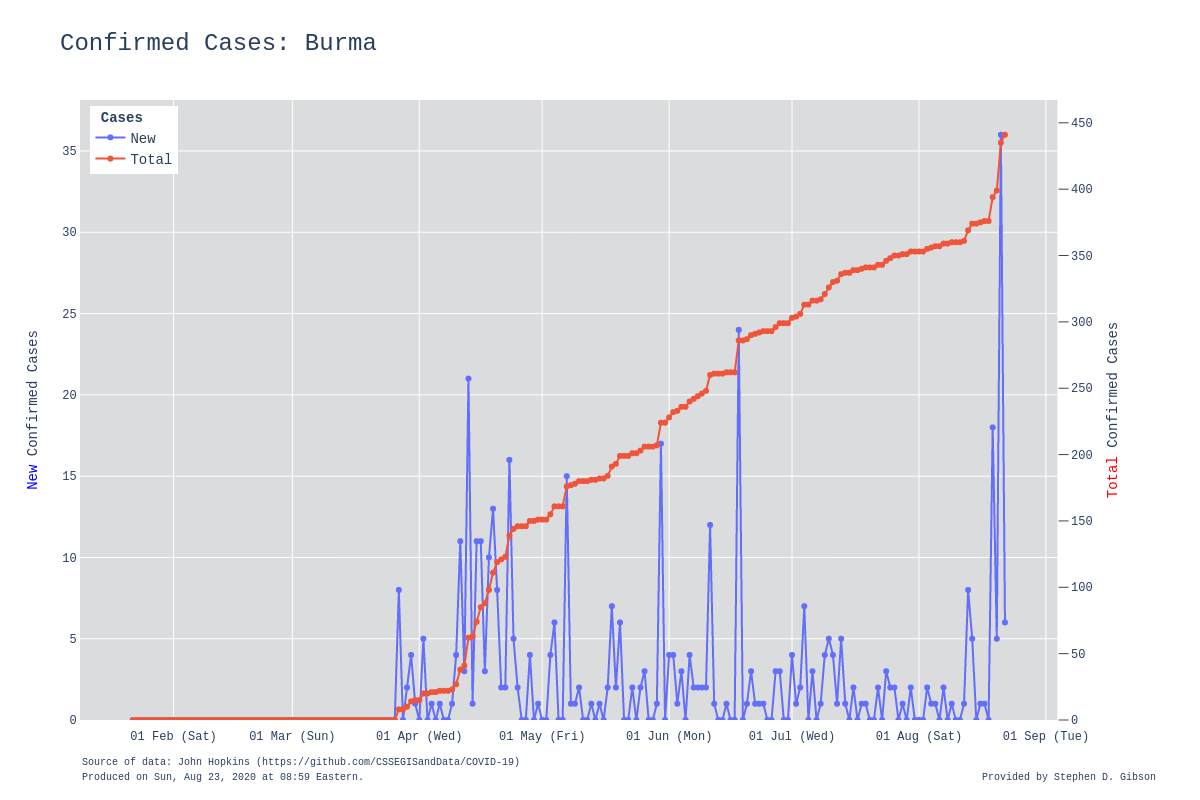 Confirmed Cases: Burma
Cases
New
Total
35
30
25
20
15
10
5
0
New Confirmed Cases
450
400
350
300
250
200
150
100
50
0
Total Confirmed Cases
01 Feb (Sat)
01 Mar (Sun)
01 Apr (Wed)
01 May (Fri)
01 Jun (Mon)
01 Jul (Wed)
01 Aug (Sat)
01 Sep (Tue)
Source of data: John Hopkins (https://github.com/CSSEGISandData/COVID-19)
Produced on Sun, Aug 23, 2020 at 08:59 Eastern.
Provided by Stephen D. Gibson